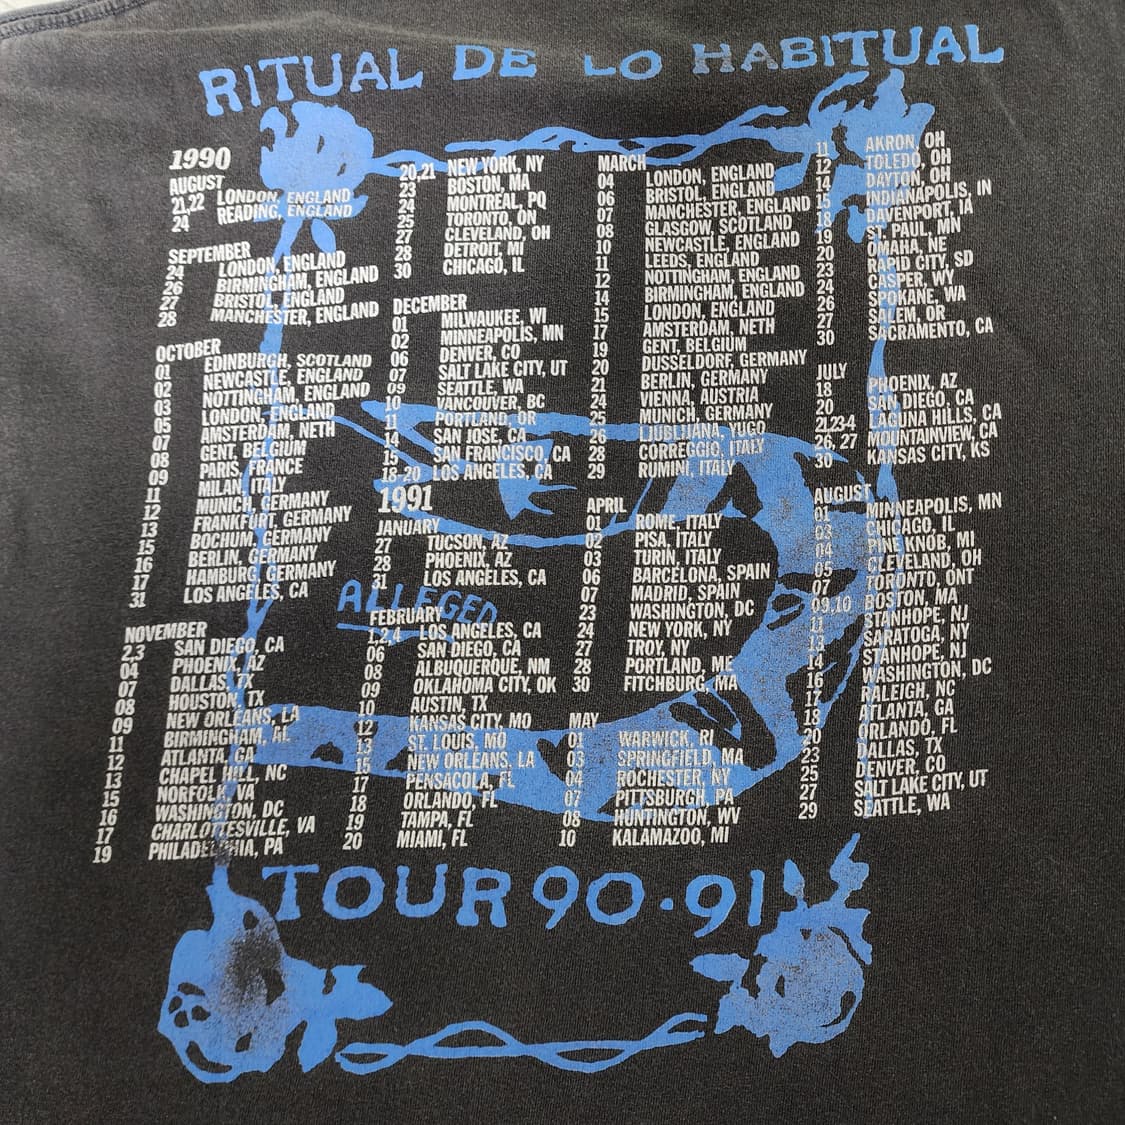 RITUAL DE LO HABITUAL
1990
AUGUST
21,22 LONDON, ENGLAND
24 READING, ENGLAND
SEPTEMBER
24 LONDON, ENGLAND
26 BIRMINGHAM, ENGLAND
27 BRISTOL, ENGLAND
28 MANCHESTER, ENGLAND
OCTOBER
01 EDINBURGH, SCOTLAND
02 NEWCASTLE, ENGLAND
02 NOTTINGHAM, ENGLAND
03 LONDON, ENGLAND
05 AMSTERDAM, NETH
07 GENT, BELGIUM
08 PARIS, FRANCE
09 MILAN, ITALY
11 MUNICH, GERMANY
12 FRANKFURT, GERMANY
13 BOCHUM, GERMANY
15 BERLIN, GERMANY
16 HAMBURG, GERMANY
17 LOS ANGELES, CA
31
NOVEMBER
2,3 SAN DIEGO, CA
04 PHOENIX, AZ
07 DALLAS, TX
08 HOUSTON, TX
09 NEW ORLEANS, LA
11 BIRMINGHAM, AL
12 ATLANTA, GA
13 CHAPEL HILL, NC
15 NORFOLK, VA
16 WASHINGTON, DC
17 CHARLOTTESVILLE, VA
19 PHILADELPHIA, PA
20,21 NEW YORK, NY
23 BOSTON, MA
24 MONTREAL, PQ
25 TORONTO, ON
27 CLEVELAND, OH
28 DETROIT, MI
30 CHICAGO, IL
DECEMBER
01 MILWAUKEE, WI
02 MINNEAPOLIS, MN
06 DENVER, CO
07 SALT LAKE CITY, UT
09 SEATTLE, WA
10 VANCOUVER, BC
11 PORTLAND, OR
14 SAN JOSE, CA
15 SAN FRANCISCO, CA
18-20 LOS ANGELES, CA
1991
JANUARY
27 TUCSON, AZ
28 PHOENIX, AZ
31 LOS ANGELES, CA
ALLEGED
FEBRUARY
1,2,4 LOS ANGELES, CA
06 SAN DIEGO, CA
08 ALBUQUERQUE, NM
09 OKLAHOMA CITY, OK
10 AUSTIN, TX
12 KANSAS CITY, MO
13 ST. LOUIS, MO
15 NEW ORLEANS, LA
17 PENSACOLA, FL
18 ORLANDO, FL
19 TAMPA, FL
20 MIAMI, FL
MARCH
04 LONDON, ENGLAND
06 BRISTOL, ENGLAND
07 MANCHESTER, ENGLAND
08 GLASGOW, SCOTLAND
10 NEWCASTLE, ENGLAND
11 LEEDS, ENGLAND
12 NOTTINGHAM, ENGLAND
14 BIRMINGHAM, ENGLAND
15 LONDON, ENGLAND
17 AMSTERDAM, NETH
19 GENT, BELGIUM
20 DUSSELDORF, GERMANY
21 BERLIN, GERMANY
24 VIENNA, AUSTRIA
25 MUNICH, GERMANY
26 LJUBLJIANA, YUGO
28 CORREGGIO, ITALY
29 RUMINI, ITALY
APRIL
01 ROME, ITALY
02 PISA, ITALY
03 TURIN, ITALY
06 BARCELONA, SPAIN
07 MADRID, SPAIN
23 WASHINGTON, DC
24 NEW YORK, NY
27 TROY, NY
28 PORTLAND, ME
30 FITCHBURG, MA
MAY
01 WARWICK, RI
03 SPRINGFIELD, MA
04 ROCHESTER, NY
07 PITTSBURGH, PA
08 HUNTINGTON, WV
10 KALAMAZOO, MI
11 AKRON, OH
12 TOLEDO, OH
14 DAYTON, OH
15 INDIANAPOLIS, IN
18 DAVENPORT, IA
19 ST. PAUL, MN
20 OMAHA, NE
23 RAPID CITY, SD
24 CASPER, WY
26 SPOKANE, WA
27 SALEM, OR
30 SACRAMENTO, CA
JULY
18 PHOENIX, AZ
20 SAN DIEGO, CA
21,23-4 LAGUNA HILLS, CA
26, 27 MOUNTAINVIEW, CA
30 KANSAS CITY, KS
AUGUST
01 MINNEAPOLIS, MN
03 CHICAGO, IL
04 PINE KNOB, MI
05 CLEVELAND, OH
07 TORONTO, ONT
09,10 BOSTON, MA
11 STANHOPE, NJ
13 SARATOGA, NY
14 STANHOPE, NJ
16 WASHINGTON, DC
17 RALEIGH, NC
18 ATLANTA, GA
20 ORLANDO, FL
23 DALLAS, TX
25 DENVER, CO
27 SALT LAKE CITY, UT
29 SEATTLE, WA
TOUR 90-91